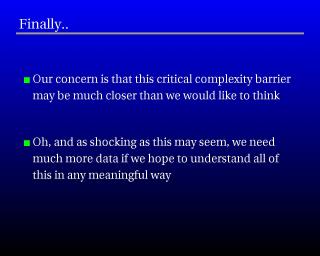 Finally..
Our concern is that this critical complexity barrier
may be much closer than we would like to think
Oh, and as shocking as this may seem, we need
much more data if we hope to understand all of
this in any meaningful way